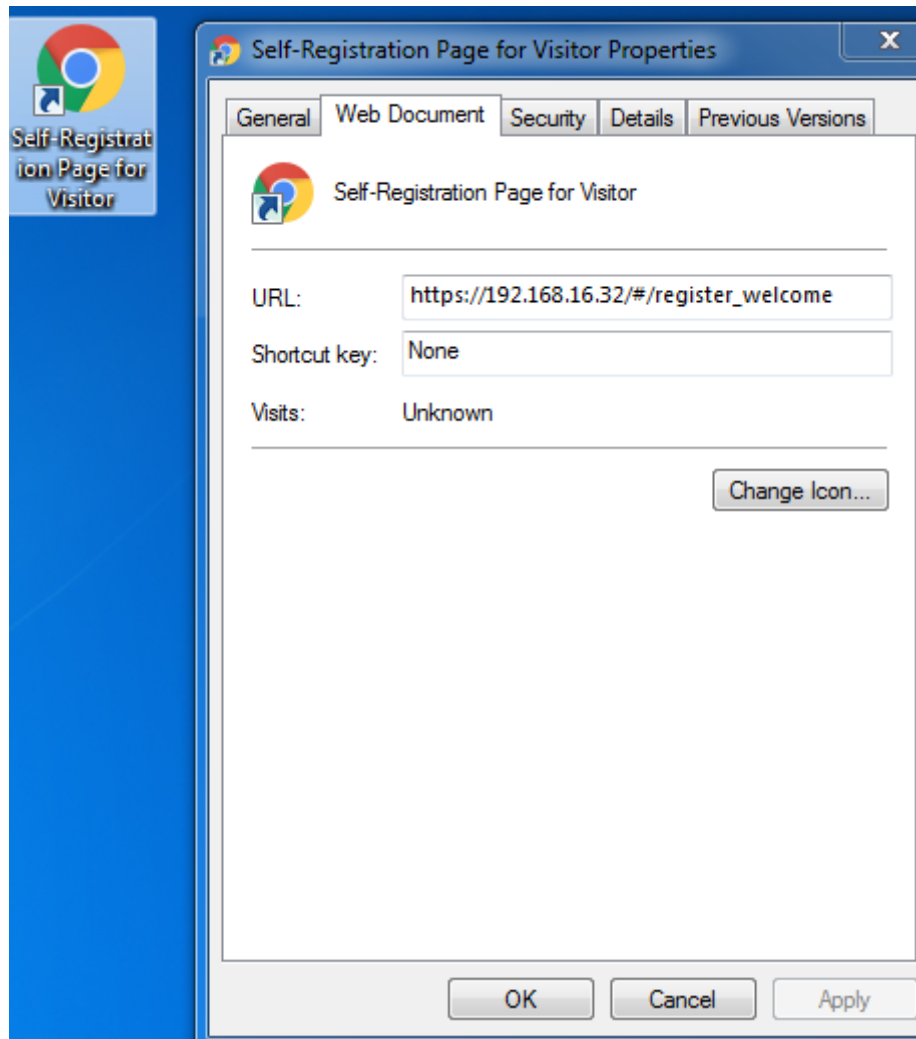 Self-Registrat
ion Page for
Visitor
Self-Registration Page for Visitor Properties
X
General Web Document Security Details Previous Versions
Self-Registration Page for Visitor
URL: https://192.168.16.32/#/register_welcome
Shortcut key: None
Visits: Unknown
Change Icon...
OK Cancel Apply